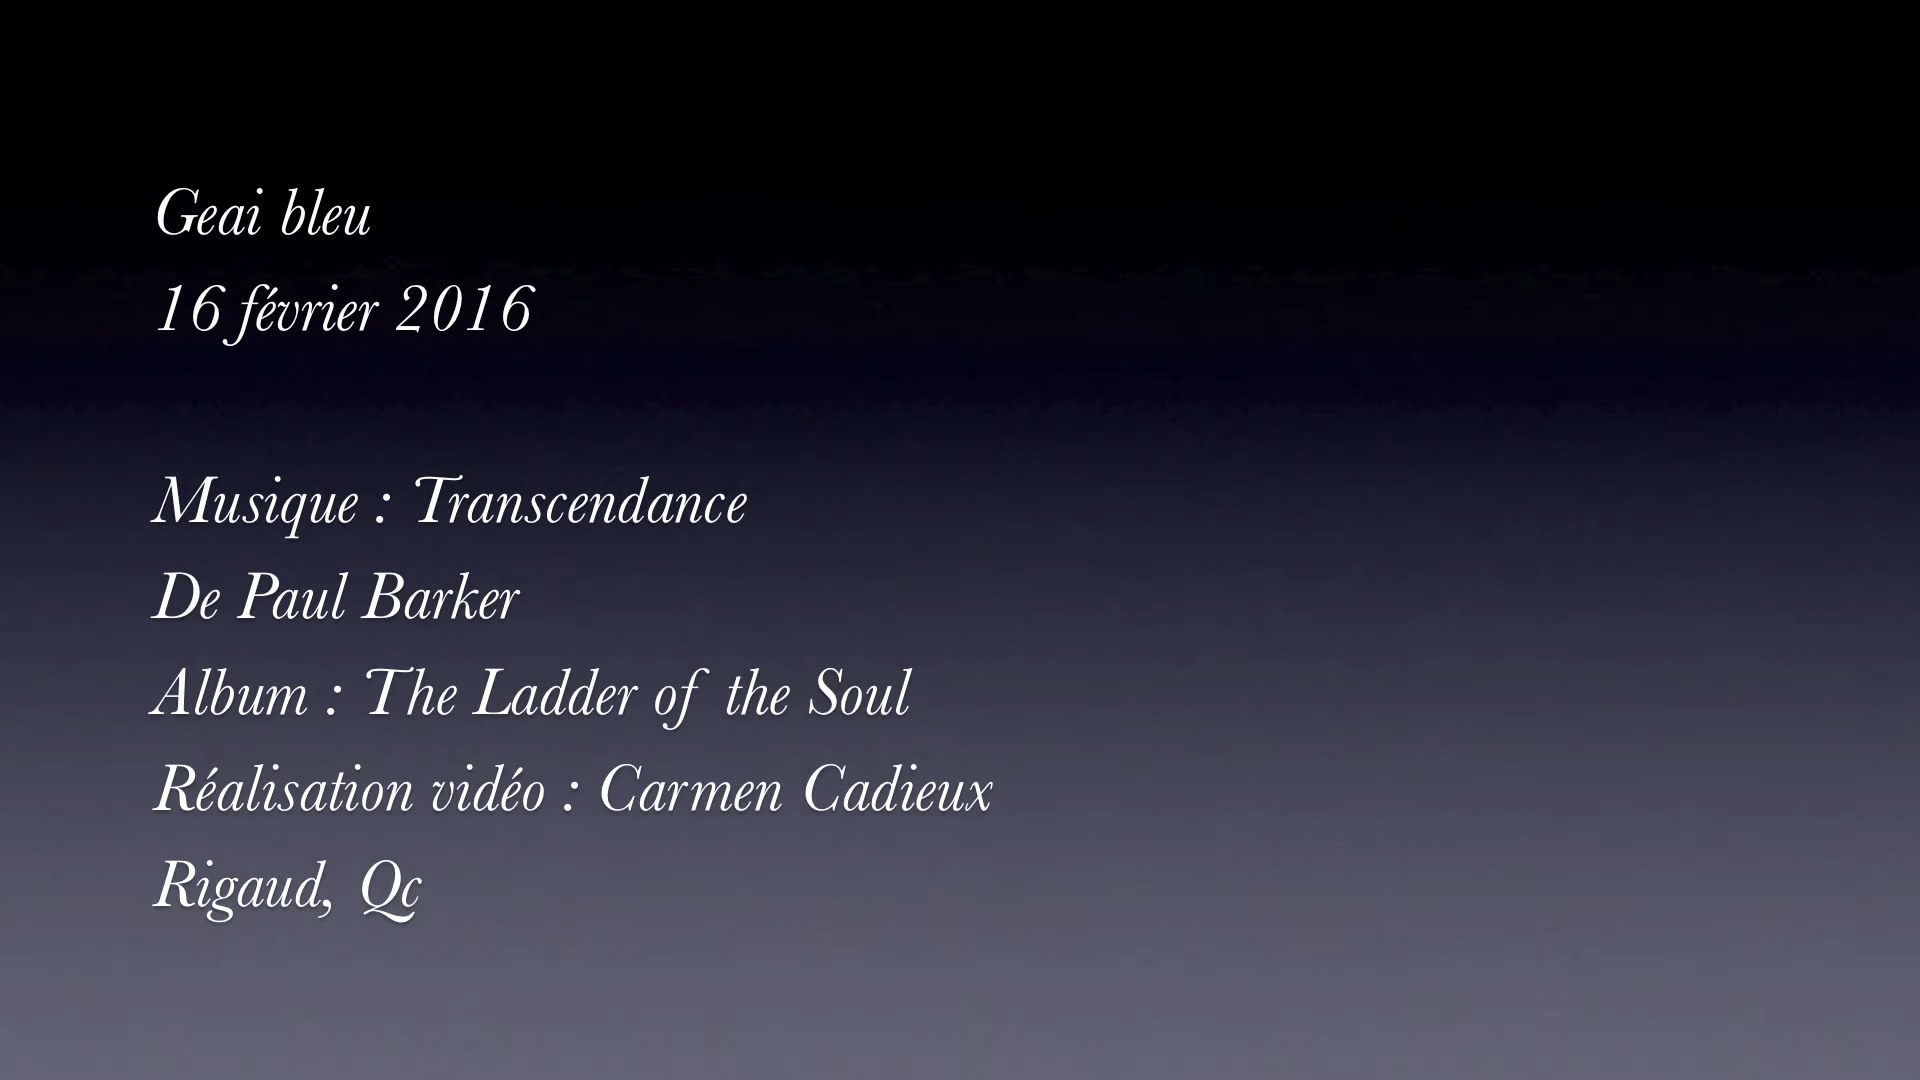 Geai bleu
16 février 2016
Musique : Transcendance
De Paul Barker
Album : The Ladder of the Soul
Réalisation vidéo : Carmen Cadieux
Rigaud, Qc